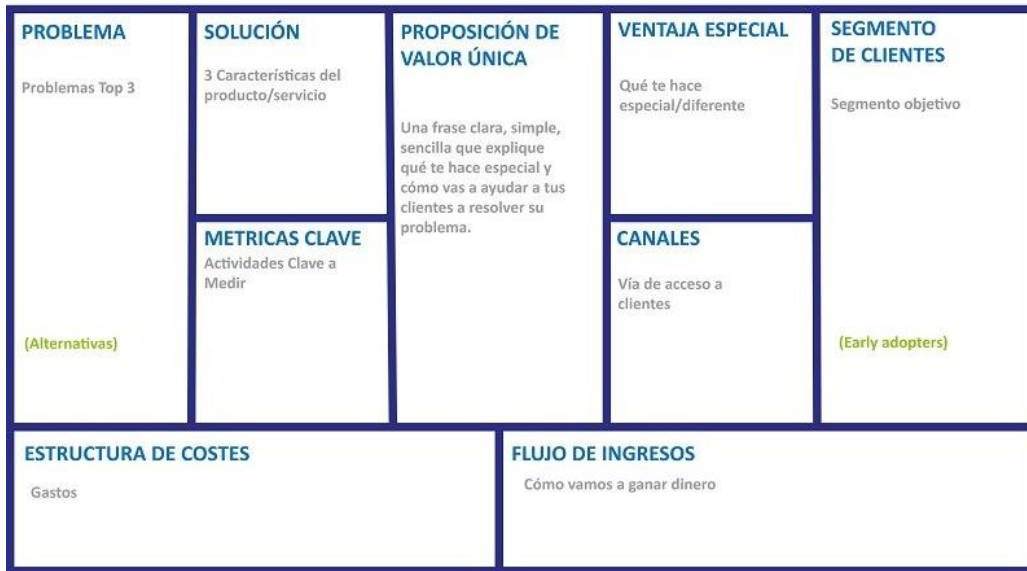 PROBLEMA
Problemas Top 3
(Alternativas)
SOLUCIÓN
3 Características del
producto/servicio
METRICAS CLAVE
Actividades Clave a
Medir
PROPOSICIÓN DE
VALOR ÚNICA
Una frase clara, simple,
sencilla que explique
qué te hace especial y
cómo vas a ayudar a tus
clientes a resolver su
problema.
VENTAJA ESPECIAL
Qué te hace
especial/diferente
CANALES
Vía de acceso a
clientes
SEGMENTO
DE CLIENTES
Segmento objetivo
(Early adopters)
ESTRUCTURA DE COSTES
Gastos
FLUJO DE INGRESOS
Cómo vamos a ganar dinero